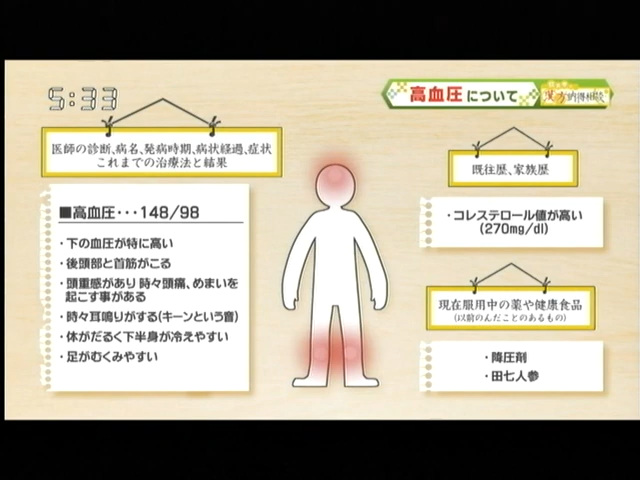 5:33
高血圧について
漢方納得相談
医師の診断、病名、発病時期、病状経過、症状
これまでの治療法と結果
■高血圧・・・148/98
・下の血圧が特に高い
・後頭部と首筋がこる
・頭重感があり 時々頭痛、めまいを
起こす事がある
・時々耳鳴りがする(キーンという音)
・体がだるく下半身が冷えやすい
・足がむくみやすい
既往歴、家族歴
・コレステロール値が高い
(270mg/dl)
現在服用中の薬や健康食品
(以前のんだことのあるもの)
・降圧剤
・田七人参